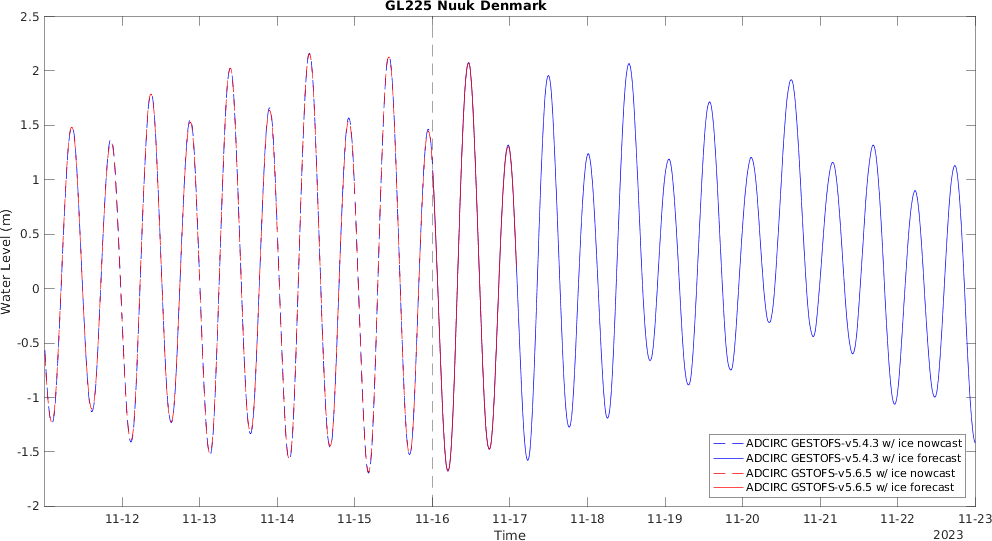 GL225 Nuuk Denmark
2.5
2
1.5
1
0.5
0
-0.5
-1
-1.5
-2
Water Level (m)
11-12 11-13 11-14 11-15 11-16 11-17 11-18 11-19 11-20 11-21 11-22 11-23
Time
2023
ADCIRC GESTOFS-v5.4.3 w/ ice nowcast
ADCIRC GESTOFS-v5.4.3 w/ ice forecast
ADCIRC GSTOFS-v5.6.5 w/ ice nowcast
ADCIRC GSTOFS-v5.6.5 w/ ice forecast